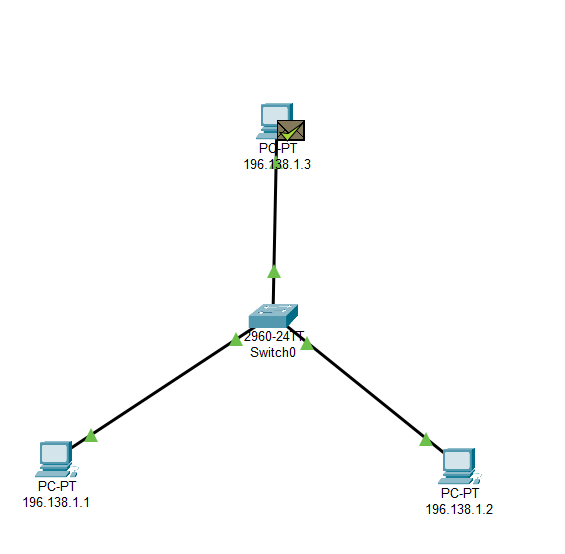 PC-PT
196.138.1.3
2960-24TT
Switch0
PC-PT
196.138.1.1
PC-PT
196.138.1.2